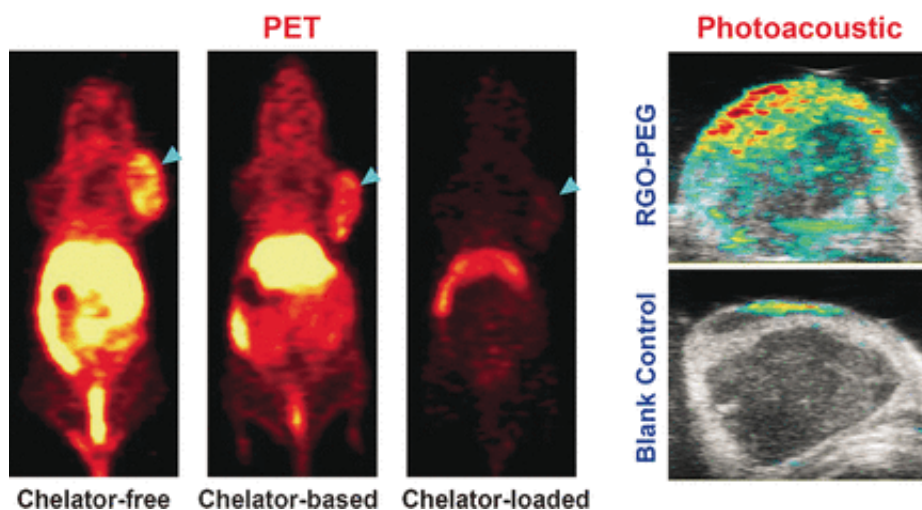 PET
Photoacoustic
Chelator-free
Chelator-based
Chelator-loaded
RGO-PEG
Blank Control